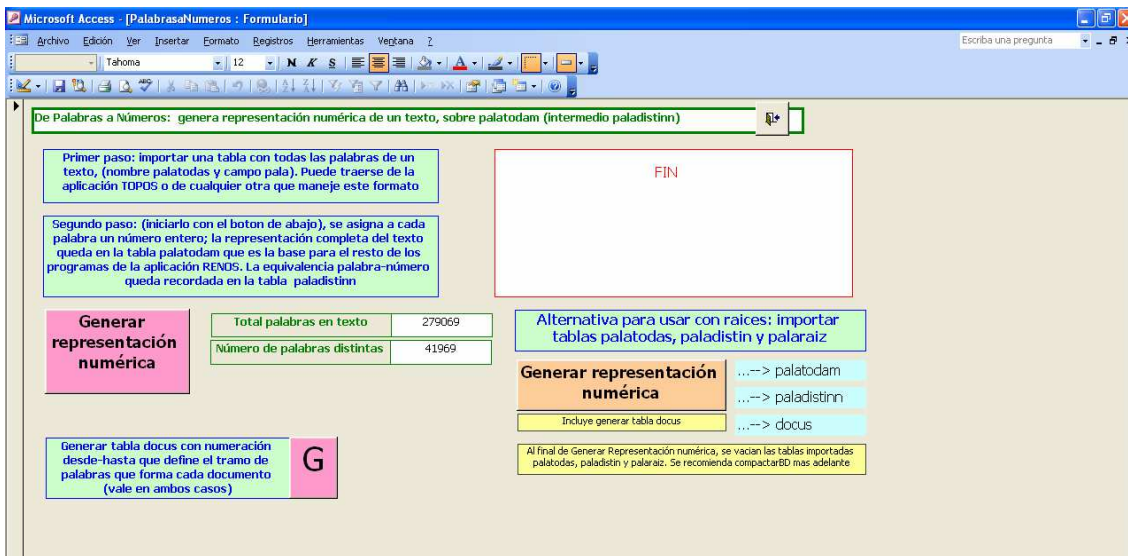 Microsoft Access - [PalabrasaNumeros : Formulario]
Archivo Edición Ver Insertar Formato Registros Herramientas Ventana ?
Escriba una pregunta
Tahoma 12 N K S
De Palabras a Números: genera representación numérica de un texto, sobre palatodam (intermedio paladistinn)
Primer paso: importar una tabla con todas las palabras de un
texto, (nombre palatodas y campo pala). Puede traerse de la
aplicación TOPOS o de cualquier otra que maneje este formato
FIN
Segundo paso: (iniciarlo con el boton de abajo), se asigna a cada
palabra un número entero; la representación completa del texto
queda en la tabla palatodam que es la base para el resto de los
programas de la aplicación RENOS. La equivalencia palabra-número
queda recordada en la tabla paladistinn
Generar
representación
numérica
Total palabras en texto 279069
Número de palabras distintas 41969
Alternativa para usar con raices: importar
tablas palatodas, paladistin y palaraiz
Generar representación
numérica
...--> palatodam
...--> paladistinn
...--> docus
Incluye generar tabla docus
Generar tabla docus con numeración
desde-hasta que define el tramo de
palabras que forma cada documento
(vale en ambos casos)
G
Al final de Generar Representación numérica, se vacian las tablas importadas
palatodas, paladistin y palaraiz. Se recomienda compactarBD mas adelante